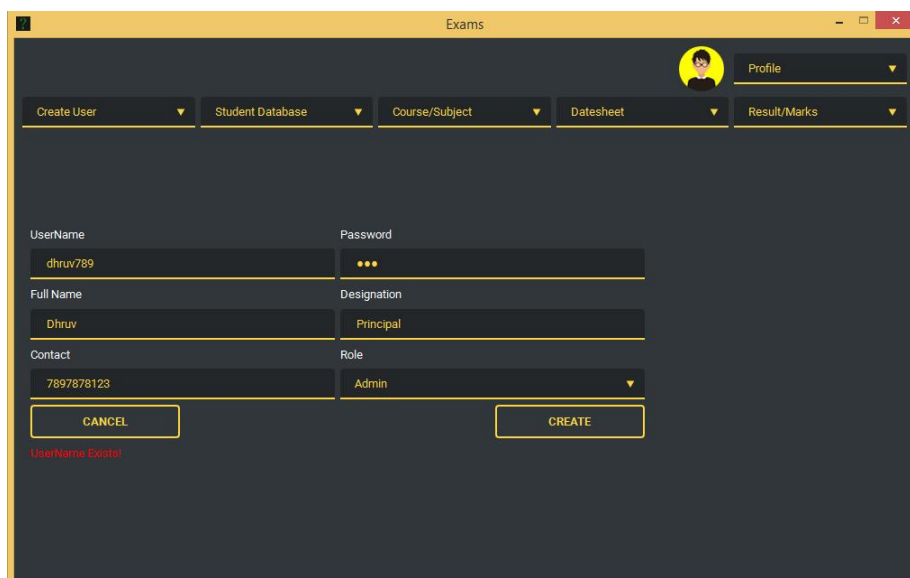 Exams
Profile
Create User Student Database Course/Subject Datesheet Result/Marks
UserName Password
dhruv789 •••
Full Name Designation
Dhruv Principal
Contact Role
7897878123 Admin
CANCEL CREATE
UserName Exists!